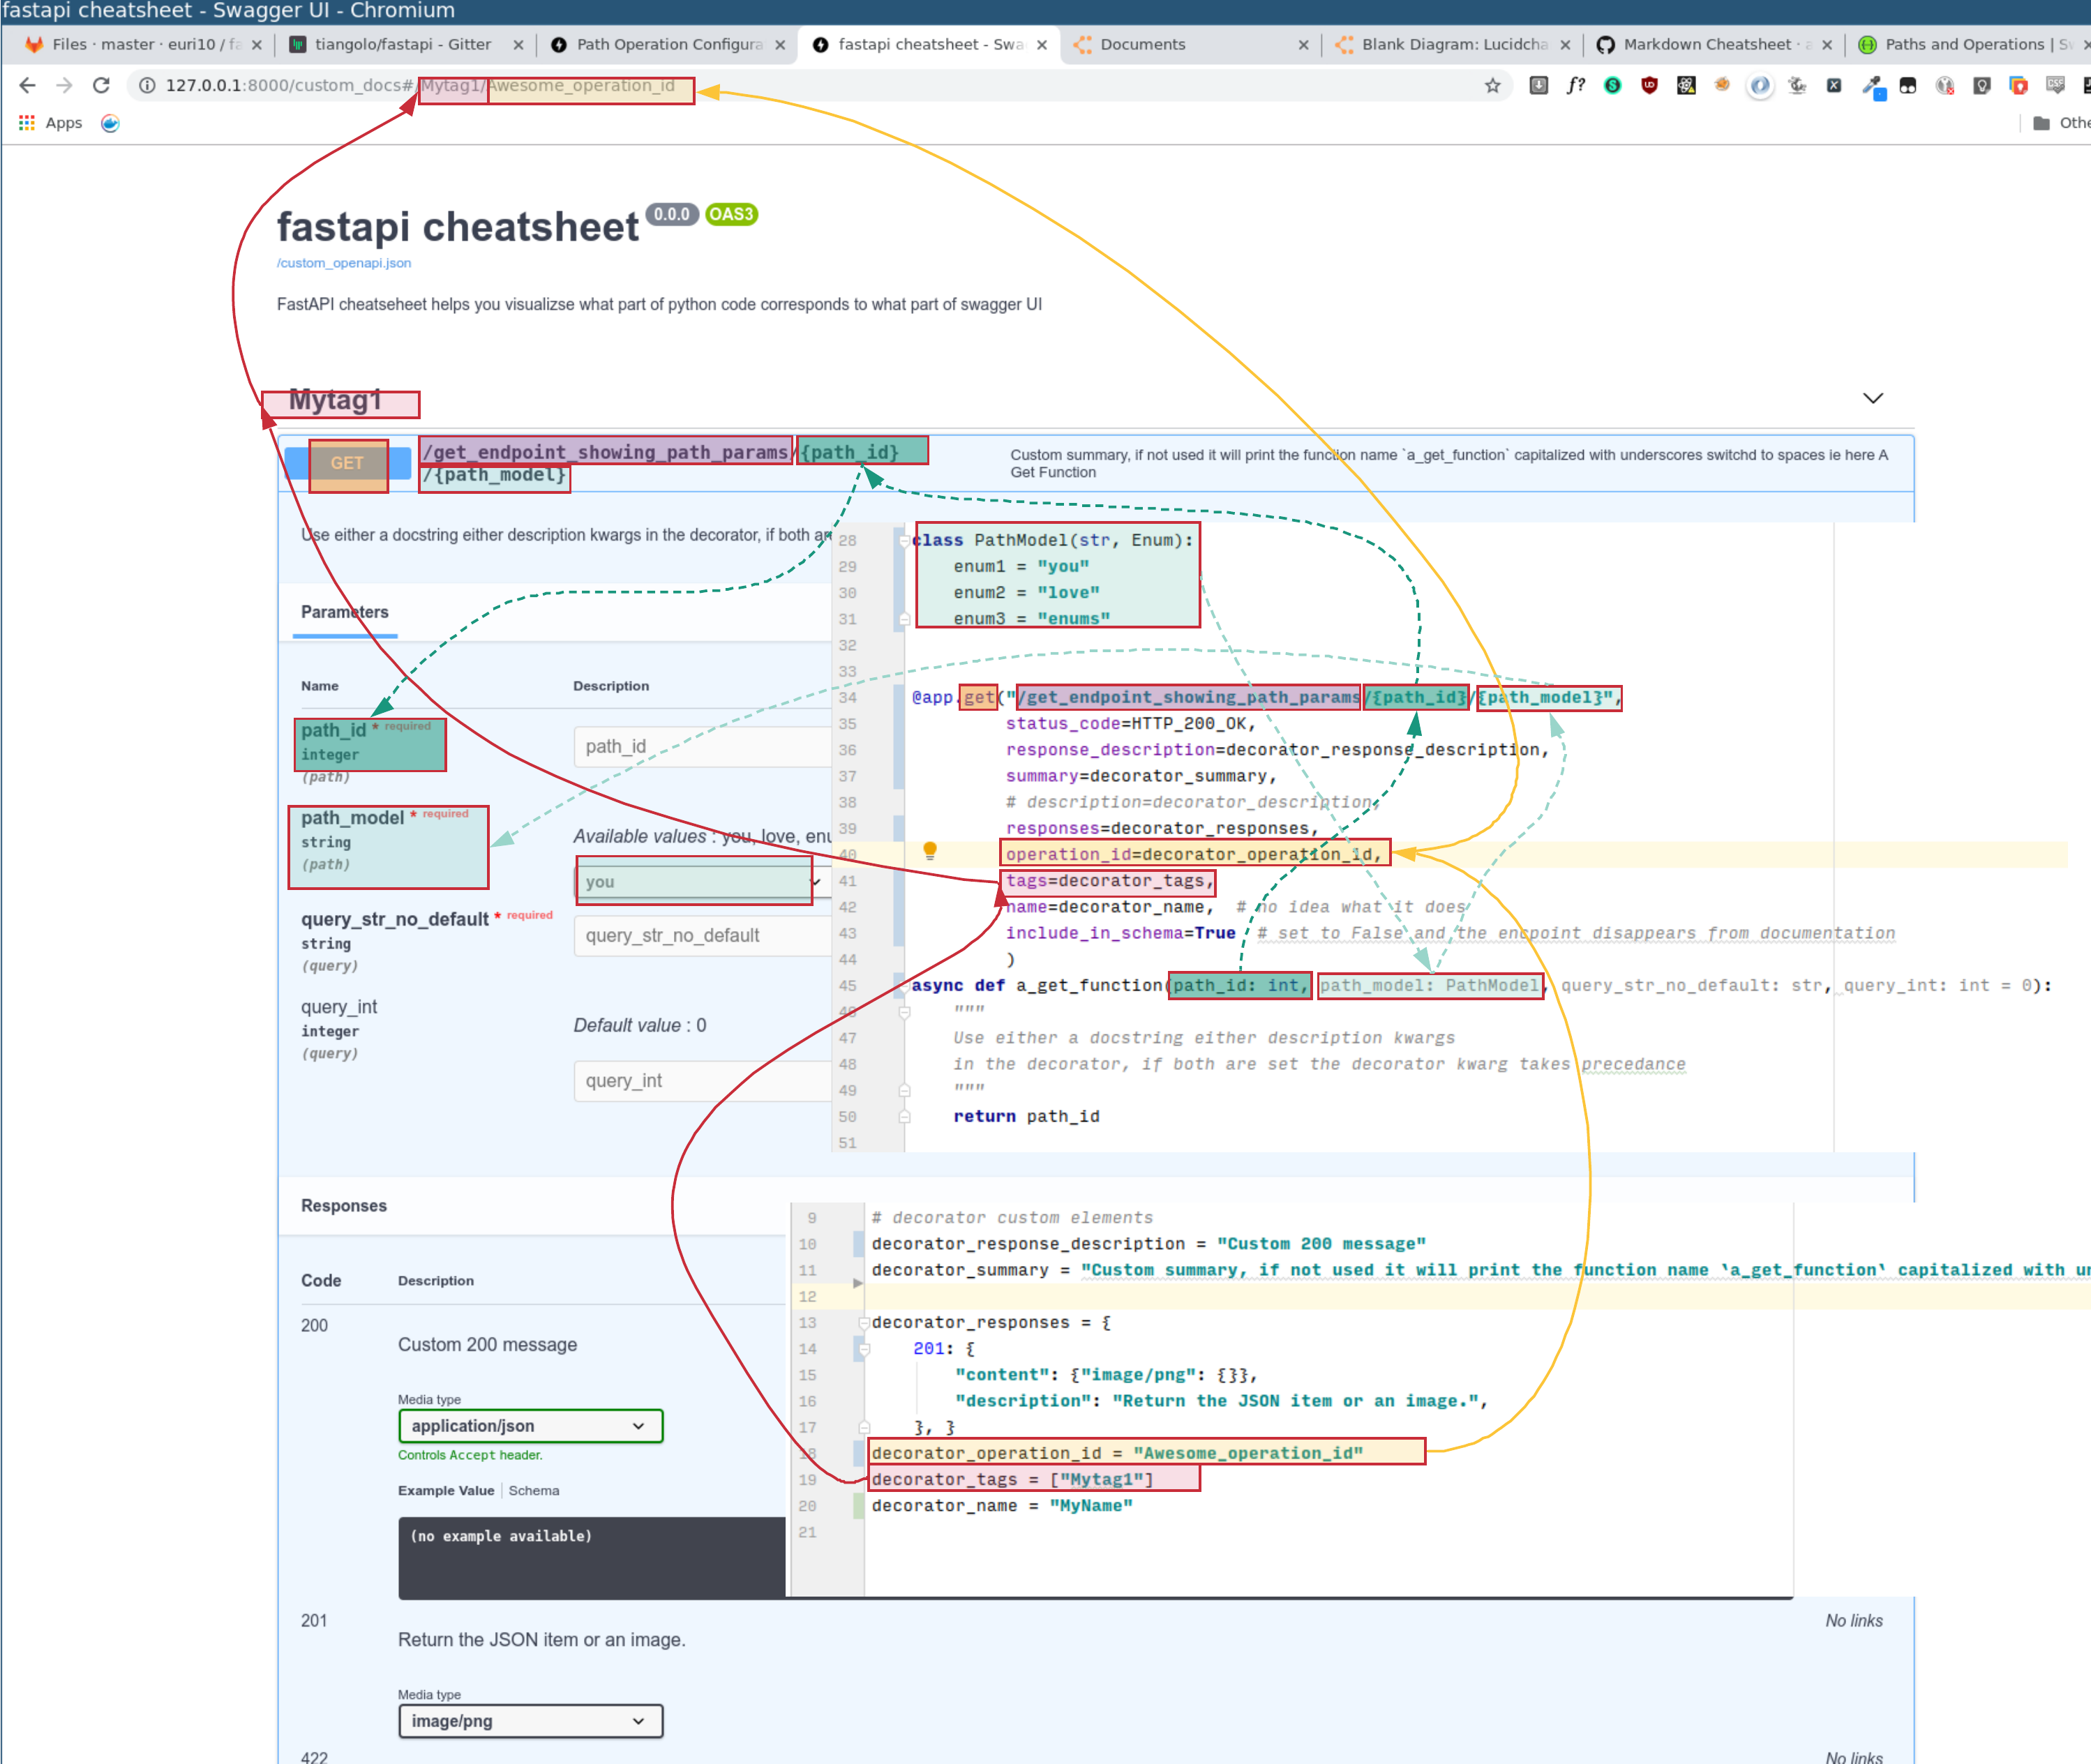 fastapi cheatsheet - Swagger UI - Chromium
Files · master · euri10 / fa
tiangolo/fastapi - Gitter
Path Operation Configura
fastapi cheatsheet - Swa
Documents
Blank Diagram: Lucidcha
Markdown Cheatsheet · a
Paths and Operations | Sw
127.0.0.1:8000/custom_docs#/Mytag1/Awesome_operation_id
Apps
Othe
fastapi cheatsheet 0.0.0 OAS3
/custom_openapi.json
FastAPI cheatseheet helps you visualizse what part of python code corresponds to what part of swagger UI
Mytag1
GET
/get_endpoint_showing_path_params/{path_id}
/{path_model}
Custom summary, if not used it will print the function name `a_get_function` capitalized with underscores switchd to spaces ie here A
Get Function
Use either a docstring either description kwargs in the decorator, if both ar
Parameters
Name
Description
path_id * required
integer
(path)
path_id
path_model * required
string
(path)
Available values : you, love, enu
you
query_str_no_default * required
string
(query)
query_str_no_default
query_int
integer
(query)
Default value : 0
query_int
28 class PathModel(str, Enum):
29 enum1 = "you"
30 enum2 = "love"
31 enum3 = "enums"
32
33
34 @app.get("/get_endpoint_showing_path_params/{path_id}/{path_model}",
35 status_code=HTTP_200_OK,
36 response_description=decorator_response_description,
37 summary=decorator_summary,
38 # description=decorator_description,
39 responses=decorator_responses,
40 operation_id=decorator_operation_id,
41 tags=decorator_tags,
42 name=decorator_name, # no idea what it does
43 include_in_schema=True # set to False and the endpoint disappears from documentation
44 )
45 async def a_get_function(path_id: int, path_model: PathModel, query_str_no_default: str, query_int: int = 0):
46 """
47 Use either a docstring either description kwargs
48 in the decorator, if both are set the decorator kwarg takes precedance
49 """
50 return path_id
51
Responses
Code
Description
200
Custom 200 message
Media type
application/json
Controls Accept header.
Example Value | Schema
(no example available)
9 # decorator custom elements
10 decorator_response_description = "Custom 200 message"
11 decorator_summary = "Custom summary, if not used it will print the function name `a_get_function` capitalized with un
12
13 decorator_responses = {
14 201: {
15 "content": {"image/png": {}},
16 "description": "Return the JSON item or an image.",
17 }, }
18 decorator_operation_id = "Awesome_operation_id"
19 decorator_tags = ["Mytag1"]
20 decorator_name = "MyName"
21
201
Return the JSON item or an image.
No links
Media type
image/png
422
No links